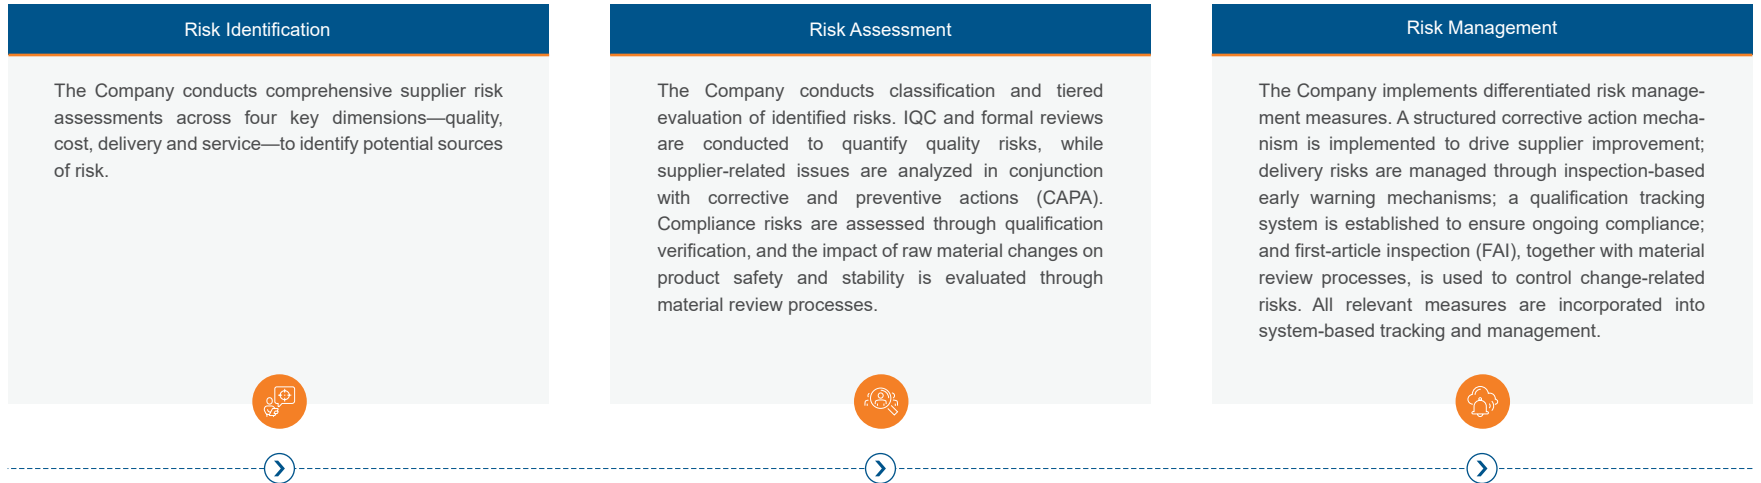 Risk Identification
The Company conducts comprehensive supplier risk
assessments across four key dimensions—quality,
cost, delivery and service—to identify potential sources
of risk.
Risk Assessment
The Company conducts classification and tiered
evaluation of identified risks. IQC and formal reviews
are conducted to quantify quality risks, while
supplier-related issues are analyzed in conjunction
with corrective and preventive actions (CAPA).
Compliance risks are assessed through qualification
verification, and the impact of raw material changes on
product safety and stability is evaluated through
material review processes.
Risk Management
The Company implements differentiated risk manage-
ment measures. A structured corrective action mecha-
nism is implemented to drive supplier improvement;
delivery risks are managed through inspection-based
early warning mechanisms; a qualification tracking
system is established to ensure ongoing compliance;
and first-article inspection (FAI), together with material
review processes, is used to control change-related
risks. All relevant measures are incorporated into
system-based tracking and management.